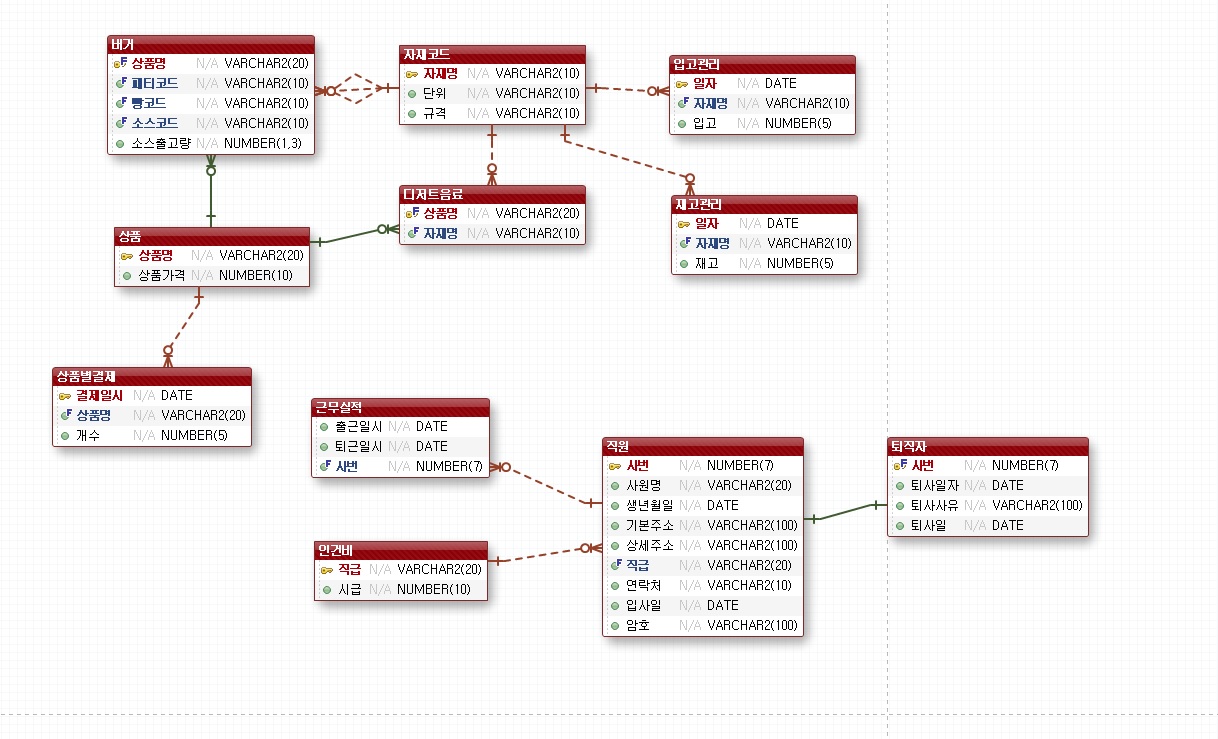 버거
상품명 N/A VARCHAR2(20)
패티코드 N/A VARCHAR2(10)
빵코드 N/A VARCHAR2(10)
소스코드 N/A VARCHAR2(10)
소스출고량 N/A NUMBER(1,3)
자재코드
자재명 N/A VARCHAR2(10)
단위 N/A VARCHAR2(10)
규격 N/A VARCHAR2(10)
입고관리
일자 N/A DATE
자재명 N/A VARCHAR2(10)
입고 N/A NUMBER(5)
디저트음료
상품명 N/A VARCHAR2(20)
자재명 N/A VARCHAR2(10)
재고관리
일자 N/A DATE
자재명 N/A VARCHAR2(10)
재고 N/A NUMBER(5)
상품
상품명 N/A VARCHAR2(20)
상품가격 N/A NUMBER(10)
상품별결제
결제일시 N/A DATE
상품명 N/A VARCHAR2(20)
개수 N/A NUMBER(5)
근무실적
출근일시 N/A DATE
퇴근일시 N/A DATE
사번 N/A NUMBER(7)
직원
사번 N/A NUMBER(7)
사원명 N/A VARCHAR2(20)
생년월일 N/A DATE
기본주소 N/A VARCHAR2(100)
상세주소 N/A VARCHAR2(100)
직급 N/A VARCHAR2(20)
연락처 N/A VARCHAR2(10)
입사일 N/A DATE
암호 N/A VARCHAR2(100)
퇴직자
사번 N/A NUMBER(7)
퇴사일자 N/A DATE
퇴사사유 N/A VARCHAR2(100)
퇴사일 N/A DATE
인건비
직급 N/A VARCHAR2(20)
시급 N/A NUMBER(10)